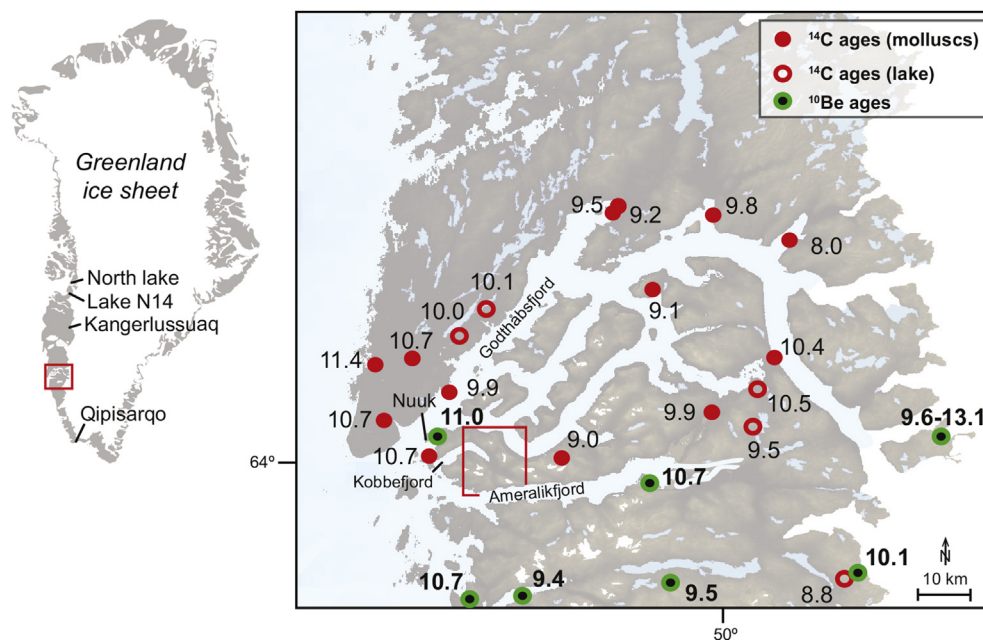 Greenland
ice sheet
North lake
Lake N14
Kangerlussuaq
Qipisarqo
¹⁴C ages (molluscs)
¹⁴C ages (lake)
¹⁰Be ages
9.5
9.2
9.8
8.0
10.1
10.0
9.1
Godthåbsfjord
10.7
11.4
10.4
9.9
10.5
Nuuk
11.0
9.9
10.7
9.6-13.1
9.5
9.0
10.7
64º
Kobbefjord
10.7
Ameralikfjord
N
10.1
10 km
10.7
9.4
9.5
8.8
50º